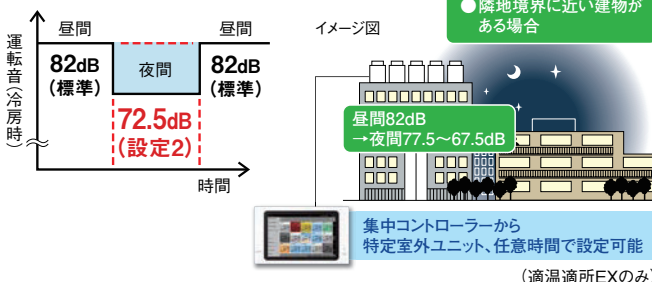 ●隣地境界に近い建物が
ある場合
イメージ図
運転音(冷房時)
昼間
昼間
82dB
(標準)
夜間
82dB
(標準)
72.5dB
(設定2)
時間
昼間82dB
→夜間77.5〜67.5dB
集中コントローラーから
特定室外ユニット、任意時間で設定可能
(適温適所EXのみ)